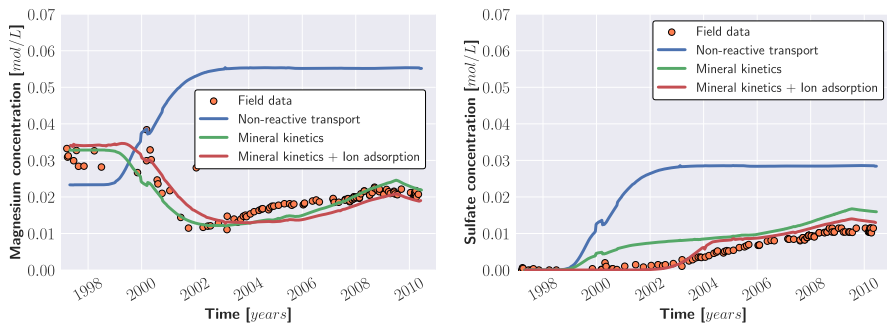 0.07
0.06
0.05
0.04
0.03
0.02
0.01
0.00
Magnesium concentration [mol/L]
1998
2000
2002
2004
2006
2008
2010
Time [years]
Field data
Non-reactive transport
Mineral kinetics
Mineral kinetics + Ion adsorption
0.07
0.06
0.05
0.04
0.03
0.02
0.01
0.00
Sulfate concentration [mol/L]
1998
2000
2002
2004
2006
2008
2010
Time [years]
Field data
Non-reactive transport
Mineral kinetics
Mineral kinetics + Ion adsorption